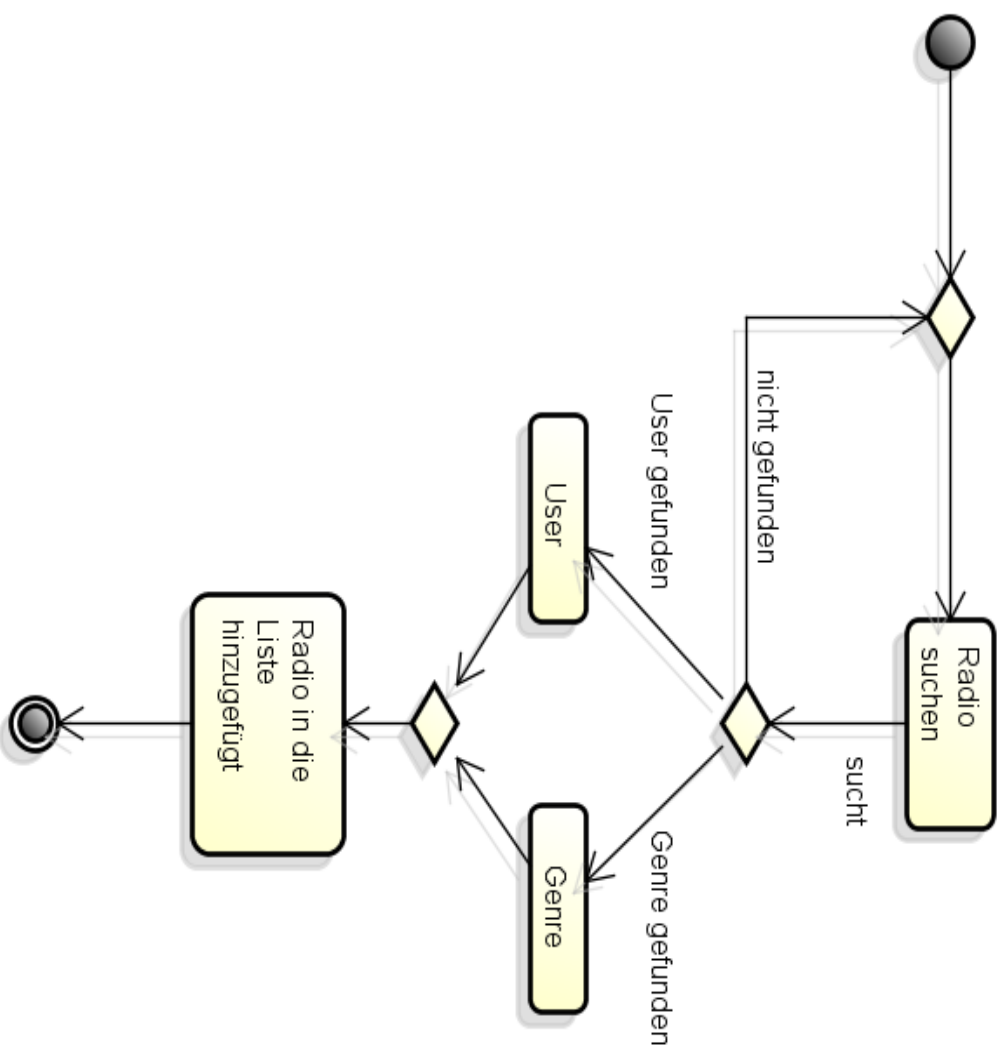 Radio
suchen
sucht
nicht gefunden
User gefunden
Genre gefunden
User
Genre
Radio in die
Liste
hinzugefügt